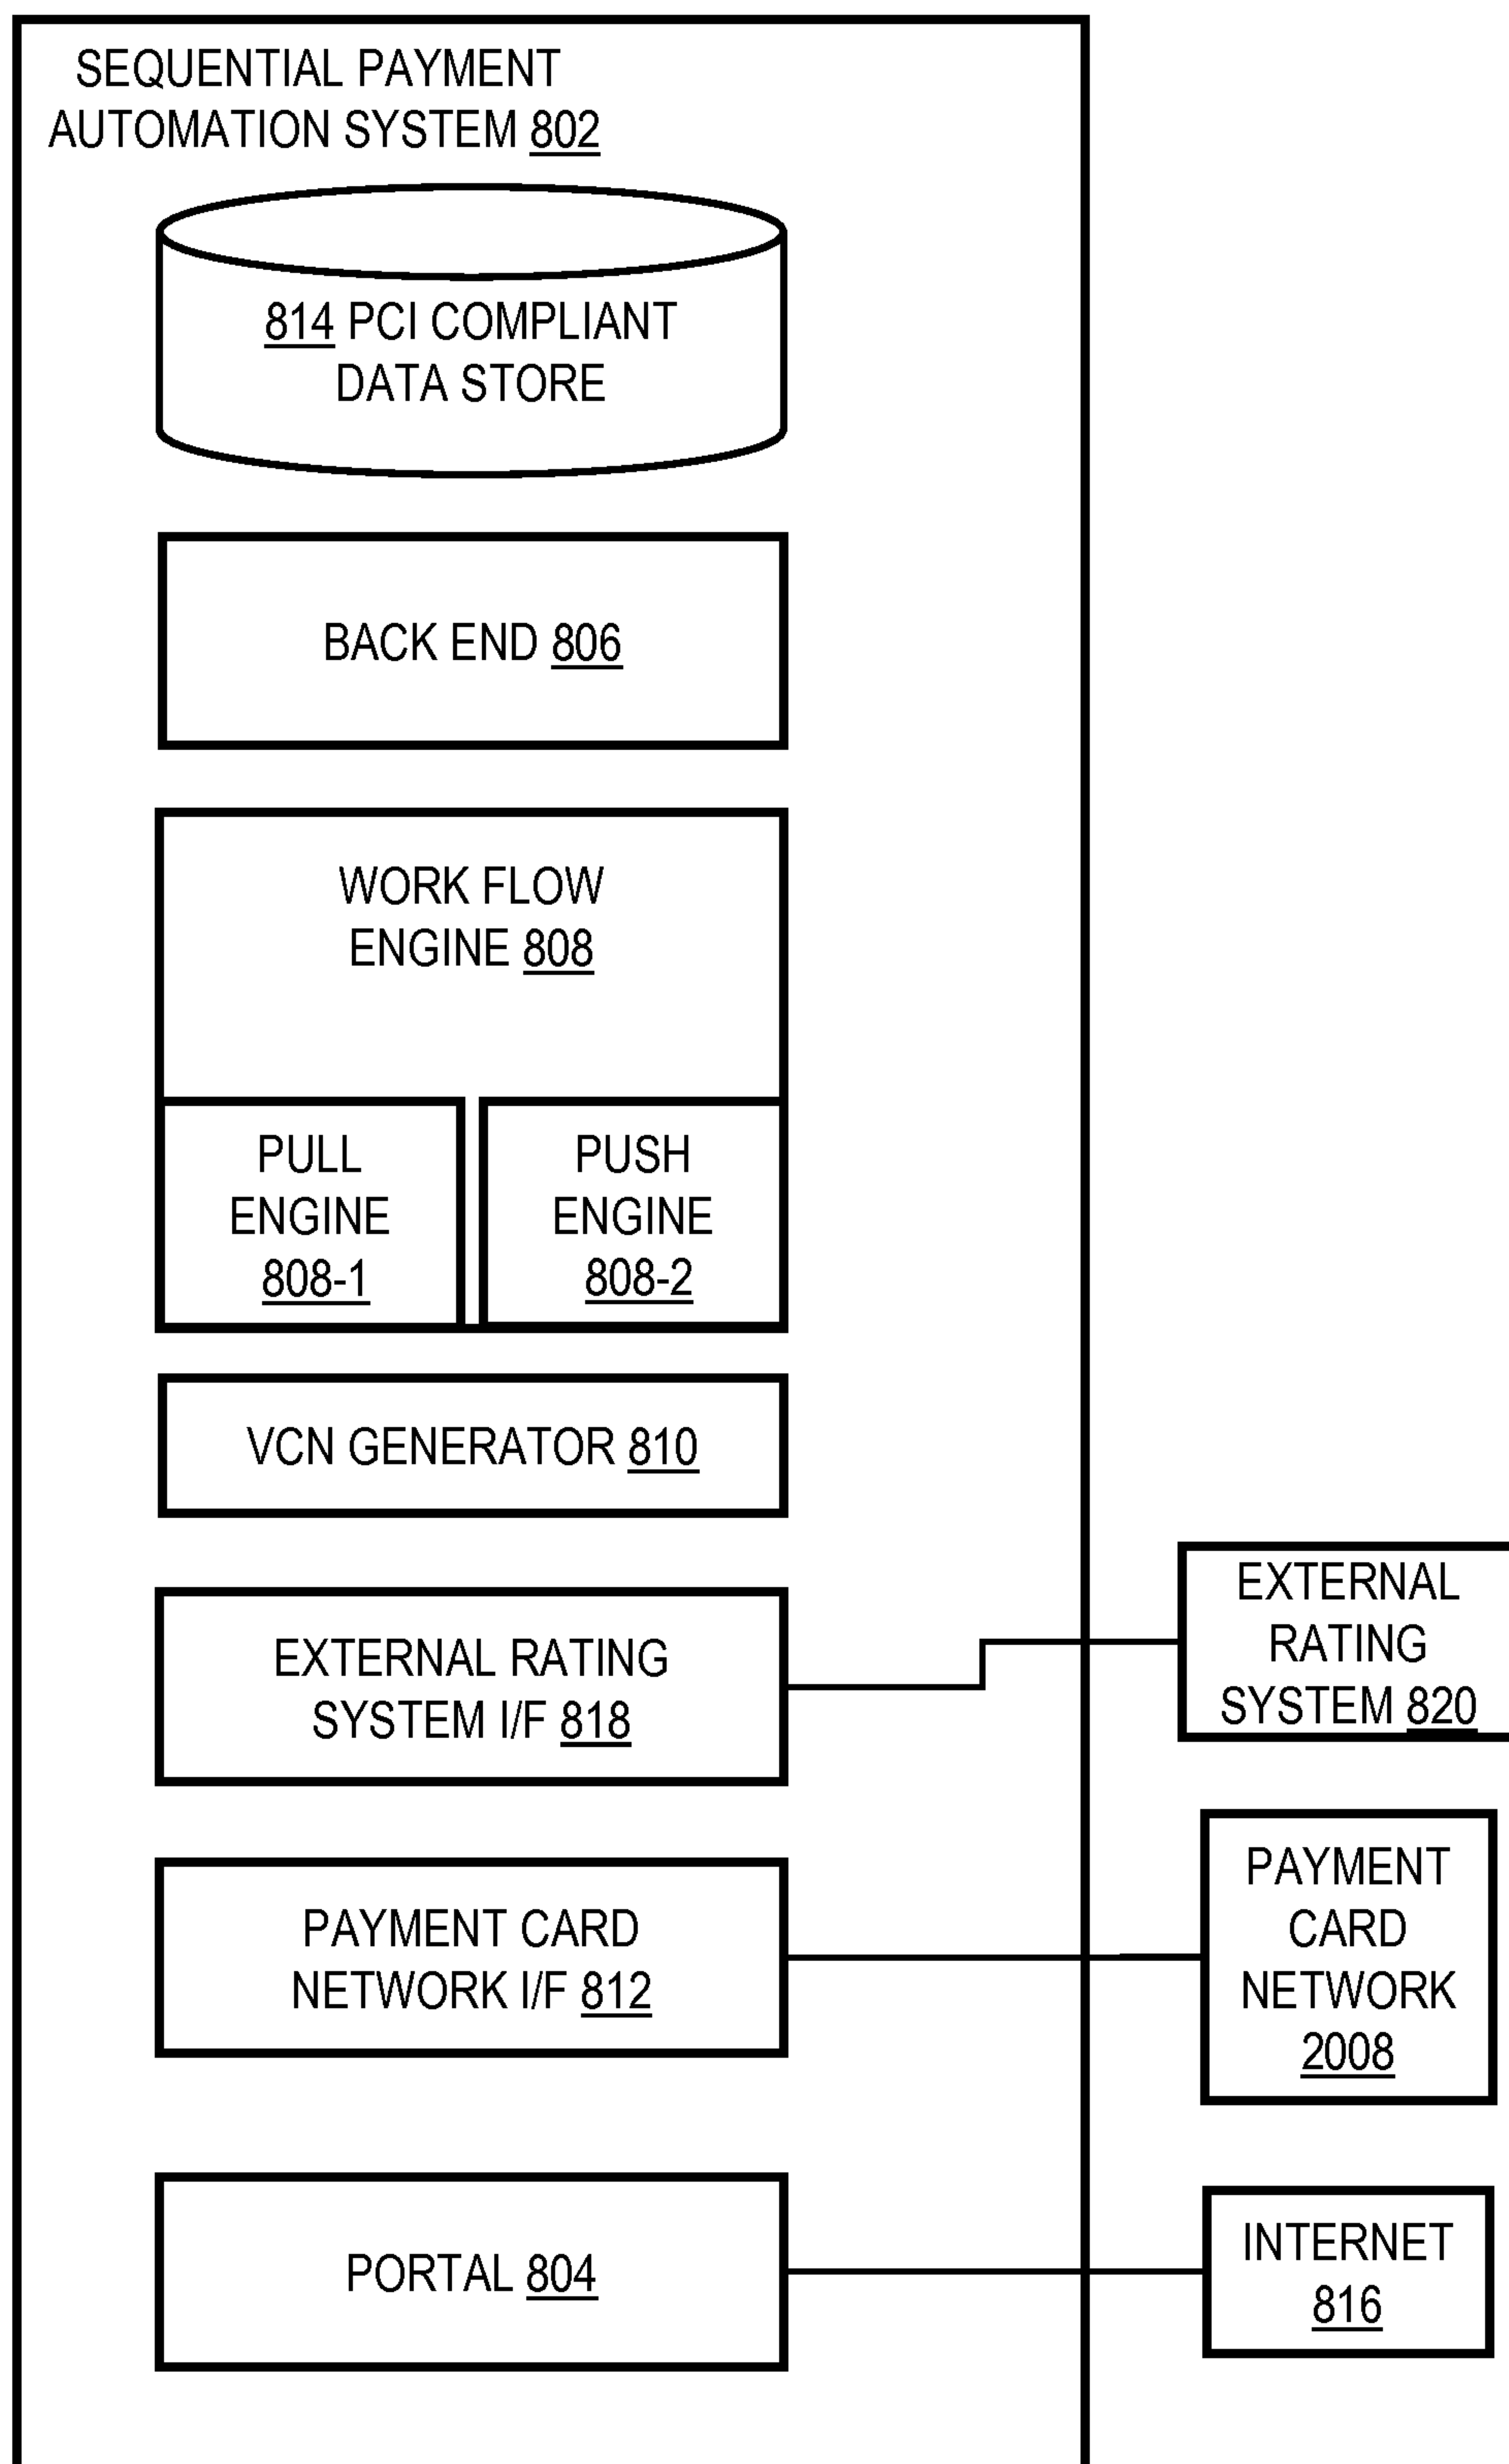 SEQUENTIAL PAYMENT
AUTOMATION SYSTEM 802
814 PCI COMPLIANT
DATA STORE
BACK END 806
WORK FLOW
ENGINE 808
PULL
ENGINE
808-1
PUSH
ENGINE
808-2
VCN GENERATOR 810
EXTERNAL RATING
SYSTEM I/F 818
EXTERNAL
RATING
SYSTEM 820
PAYMENT CARD
NETWORK I/F 812
PAYMENT
CARD
NETWORK
2008
PORTAL 804
INTERNET
816